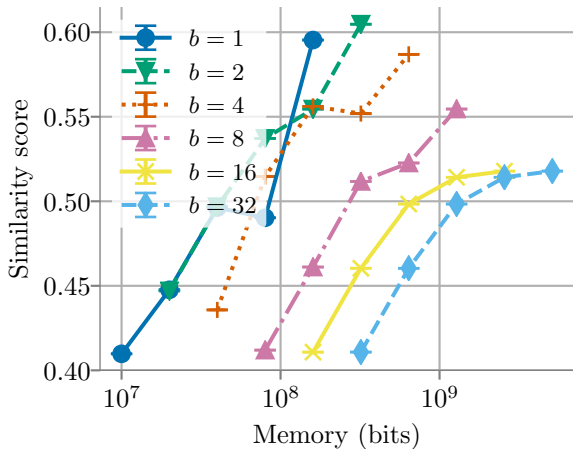 0.60
0.55
0.50
0.45
0.40
Similarity score
b = 1
b = 2
b = 4
b = 8
b = 16
b = 32
10^7
10^8
10^9
Memory (bits)